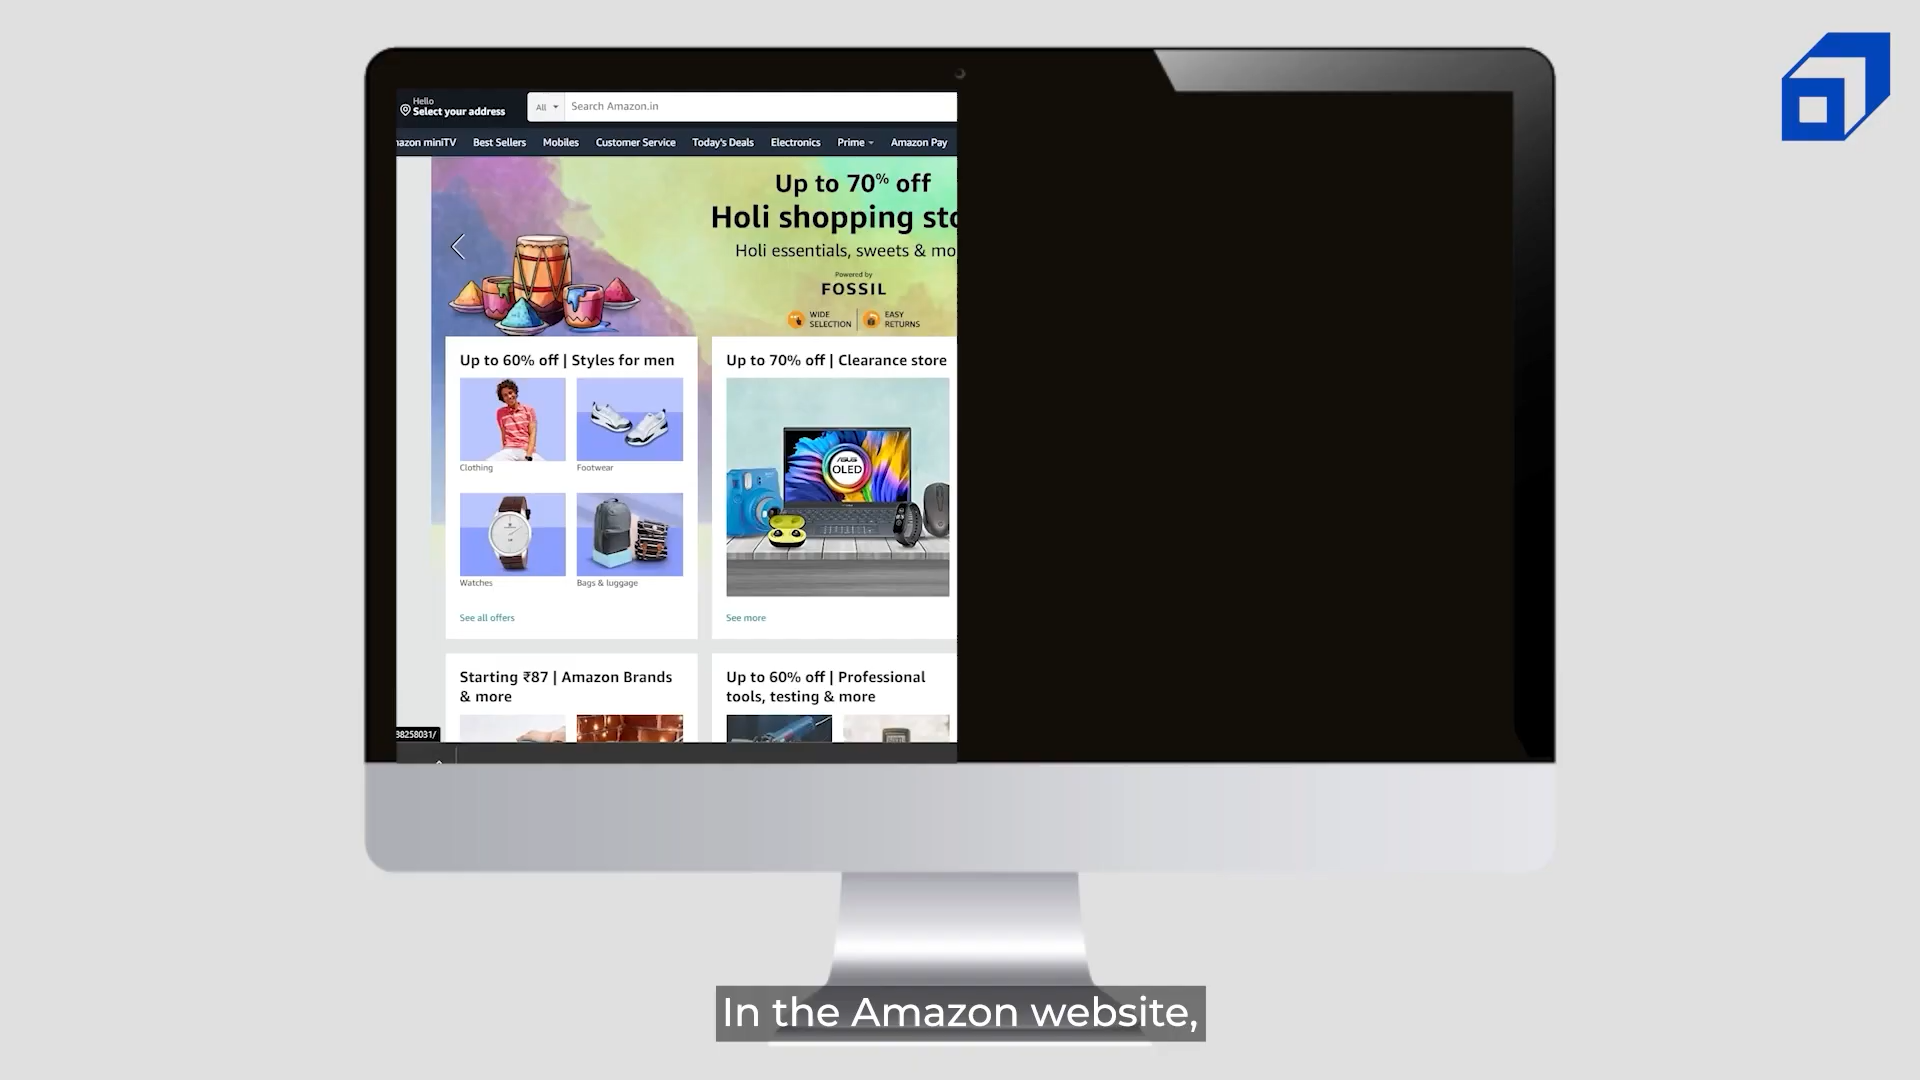 Hello
Select your address
All
Search Amazon.in
mazon miniTV Best Sellers Mobiles Customer Service Today's Deals Electronics Prime Amazon Pay
Up to 70% off
Holi shopping sto
Holi essentials, sweets & mo
Powered by
FOSSIL
WIDE SELECTION
EASY RETURNS
Up to 60% off | Styles for men
Clothing
Footwear
Watches
Bags & luggage
See all offers
Up to 70% off | Clearance store
ASUS
OLED
See more
Starting ₹87 | Amazon Brands
& more
Up to 60% off | Professional
tools, testing & more
38258031/
In the Amazon website,